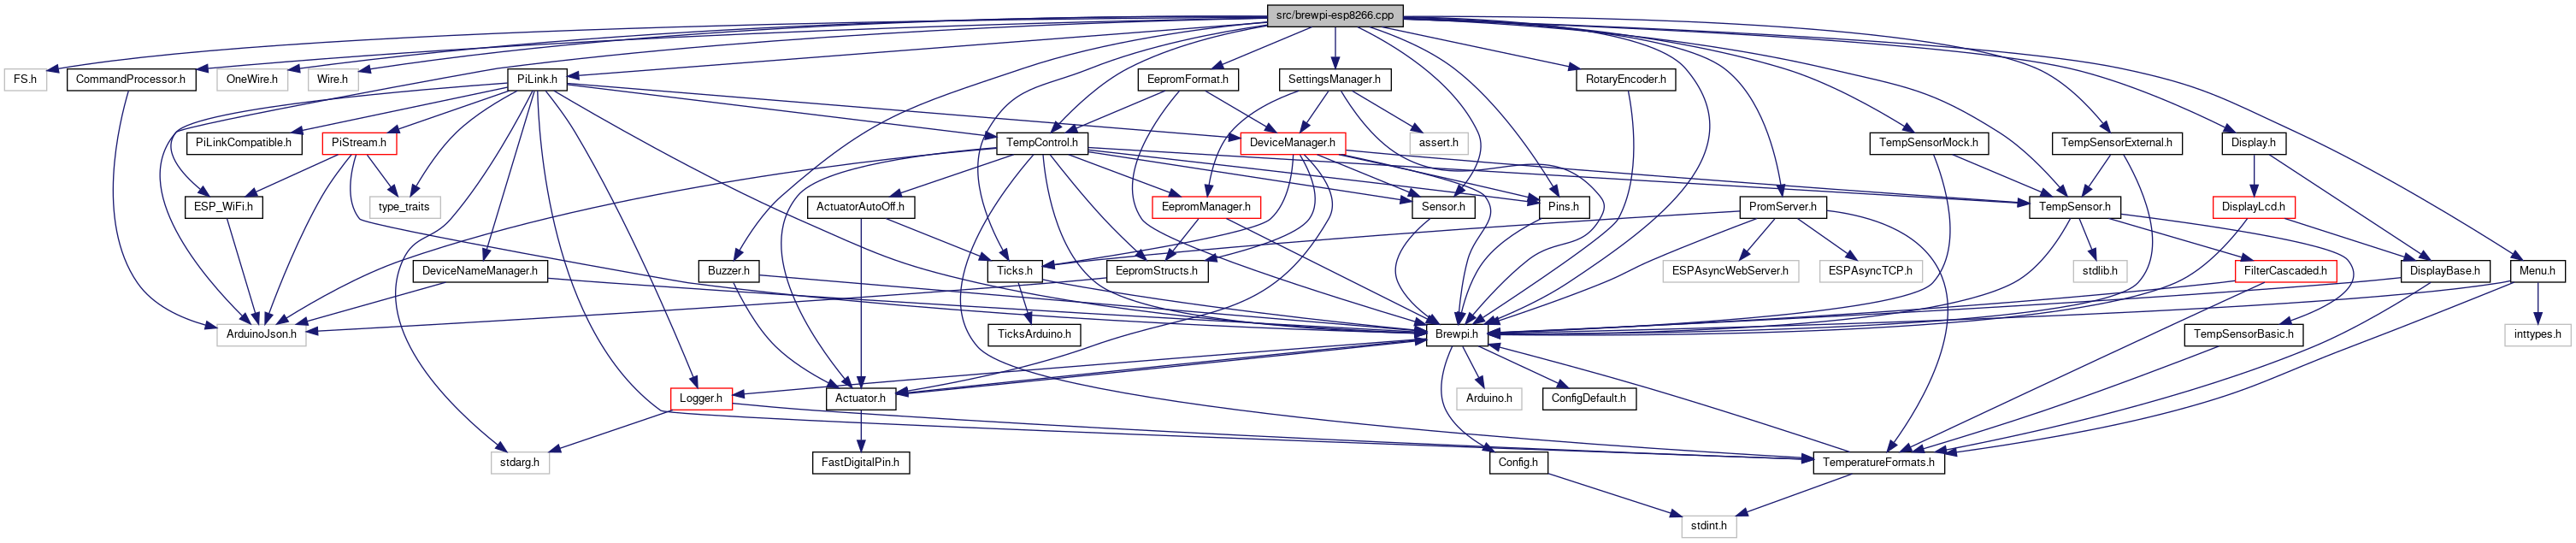 src/brewpi-esp8266.cpp
FS.h
CommandProcessor.h
OneWire.h
Wire.h
PiLink.h
EepromFormat.h
SettingsManager.h
RotaryEncoder.h
PiLinkCompatible.h
PiStream.h
TempControl.h
DeviceManager.h
assert.h
TempSensorMock.h
TempSensorExternal.h
Display.h
ESP_WiFi.h
type_traits
ActuatorAutoOff.h
EepromManager.h
Sensor.h
Pins.h
PromServer.h
TempSensor.h
DisplayLcd.h
DeviceNameManager.h
Buzzer.h
Ticks.h
EepromStructs.h
ESPAsyncWebServer.h
ESPAsyncTCP.h
stdlib.h
FilterCascaded.h
DisplayBase.h
Menu.h
ArduinoJson.h
TicksArduino.h
Brewpi.h
TempSensorBasic.h
inttypes.h
Logger.h
Actuator.h
Arduino.h
ConfigDefault.h
stdarg.h
FastDigitalPin.h
Config.h
TemperatureFormats.h
stdint.h